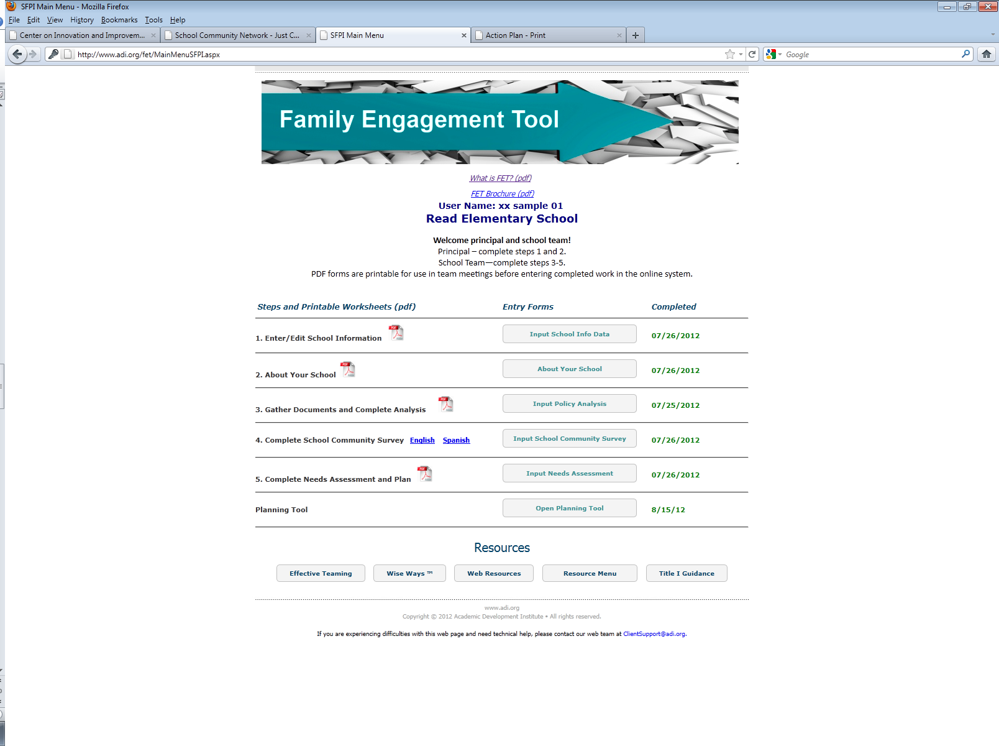 SFPI Main Menu - Mozilla Firefox
File Edit View History Bookmarks Tools Help
Center on Innovation and Improvem... School Community Network - Just C... SFPI Main Menu Action Plan - Print
http://www.adi.org/fet/MainMenuSFPI.aspx Google
Family Engagement Tool
What is FET? (pdf)
FET Brochure (pdf)
User Name: xx sample 01
Read Elementary School
Welcome principal and school team!
Principal – complete steps 1 and 2.
School Team—complete steps 3-5.
PDF forms are printable for use in team meetings before entering completed work in the online system.
Steps and Printable Worksheets (pdf) Entry Forms Completed
1. Enter/Edit School Information PDF Input School Info Data 07/26/2012
2. About Your School PDF About Your School 07/26/2012
3. Gather Documents and Complete Analysis PDF Input Policy Analysis 07/25/2012
4. Complete School Community Survey English Spanish Input School Community Survey 07/26/2012
5. Complete Needs Assessment and Plan PDF Input Needs Assessment 07/26/2012
Planning Tool Open Planning Tool 8/15/12
Resources
Effective Teaming Wise Ways ™ Web Resources Resource Menu Title I Guidance
www.adi.org
Copyright © 2012 Academic Development Institute • All rights reserved.
If you are experiencing difficulties with this web page and need technical help, please contact our web team at ClientSupport@adi.org.